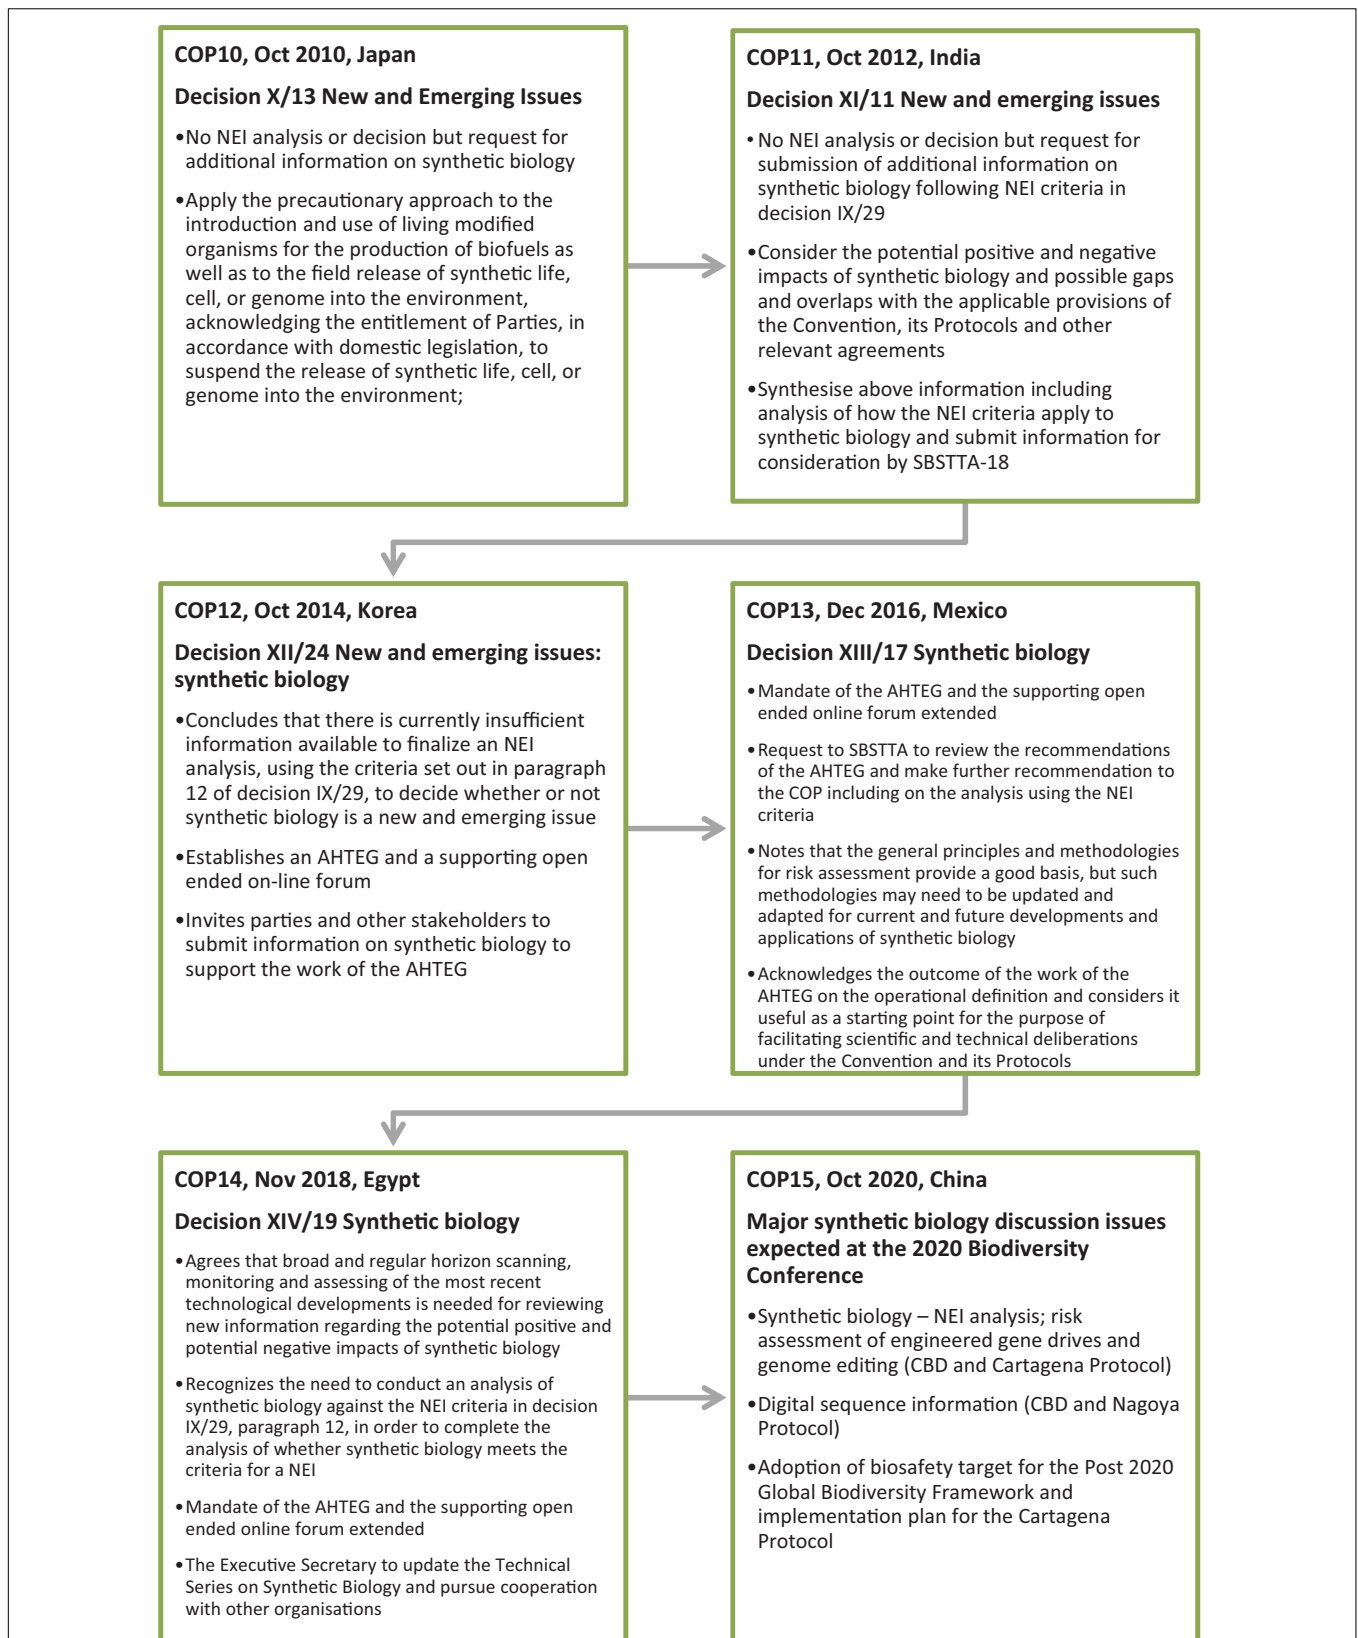 COP10, Oct 2010, Japan
Decision X/13 New and Emerging Issues
•No NEI analysis or decision but request for
additional information on synthetic biology
•Apply the precautionary approach to the
introduction and use of living modified
organisms for the production of biofuels as
well as to the field release of synthetic life,
cell, or genome into the environment,
acknowledging the entitlement of Parties, in
accordance with domestic legislation, to
suspend the release of synthetic life, cell, or
genome into the environment;
COP11, Oct 2012, India
Decision XI/11 New and emerging issues
• No NEI analysis or decision but request for
submission of additional information on
synthetic biology following NEI criteria in
decision IX/29
•Consider the potential positive and negative
impacts of synthetic biology and possible gaps
and overlaps with the applicable provisions of
the Convention, its Protocols and other
relevant agreements
•Synthesise above information including
analysis of how the NEI criteria apply to
synthetic biology and submit information for
consideration by SBSTTA-18
COP12, Oct 2014, Korea
Decision XII/24 New and emerging issues:
synthetic biology
•Concludes that there is currently insufficient
information available to finalize an NEI
analysis, using the criteria set out in paragraph
12 of decision IX/29, to decide whether or not
synthetic biology is a new and emerging issue
•Establishes an AHTEG and a supporting open
ended on-line forum
•Invites parties and other stakeholders to
submit information on synthetic biology to
support the work of the AHTEG
COP13, Dec 2016, Mexico
Decision XIII/17 Synthetic biology
•Mandate of the AHTEG and the supporting open
ended online forum extended
•Request to SBSTTA to review the recommendations
of the AHTEG and make further recommendation to
the COP including on the analysis using the NEI
criteria
•Notes that the general principles and methodologies
for risk assessment provide a good basis, but such
methodologies may need to be updated and
adapted for current and future developments and
applications of synthetic biology
•Acknowledges the outcome of the work of the
AHTEG on the operational definition and considers it
useful as a starting point for the purpose of
facilitating scientific and technical deliberations
under the Convention and its Protocols
COP14, Nov 2018, Egypt
Decision XIV/19 Synthetic biology
•Agrees that broad and regular horizon scanning,
monitoring and assessing of the most recent
technological developments is needed for reviewing
new information regarding the potential positive and
potential negative impacts of synthetic biology
•Recognizes the need to conduct an analysis of
synthetic biology against the NEI criteria in decision
IX/29, paragraph 12, in order to complete the
analysis of whether synthetic biology meets the
criteria for a NEI
•Mandate of the AHTEG and the supporting open
ended online forum extended
•The Executive Secretary to update the Technical
Series on Synthetic Biology and pursue cooperation
with other organisations
COP15, Oct 2020, China
Major synthetic biology discussion issues
expected at the 2020 Biodiversity
Conference
•Synthetic biology – NEI analysis; risk
assessment of engineered gene drives and
genome editing (CBD and Cartagena Protocol)
•Digital sequence information (CBD and Nagoya
Protocol)
•Adoption of biosafety target for the Post 2020
Global Biodiversity Framework and
implementation plan for the Cartagena
Protocol